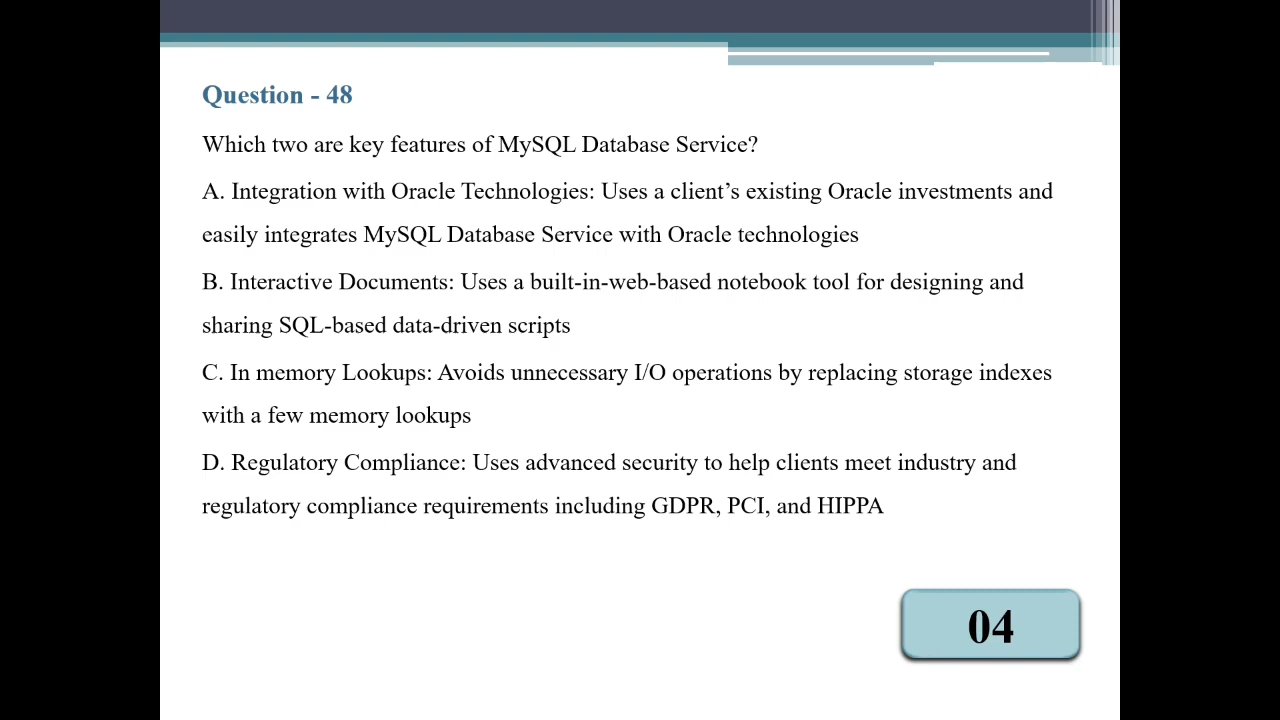 Question - 48
Which two are key features of MySQL Database Service?
A. Integration with Oracle Technologies: Uses a client’s existing Oracle investments and
easily integrates MySQL Database Service with Oracle technologies
B. Interactive Documents: Uses a built-in-web-based notebook tool for designing and
sharing SQL-based data-driven scripts
C. In memory Lookups: Avoids unnecessary I/O operations by replacing storage indexes
with a few memory lookups
D. Regulatory Compliance: Uses advanced security to help clients meet industry and
regulatory compliance requirements including GDPR, PCI, and HIPPA
04